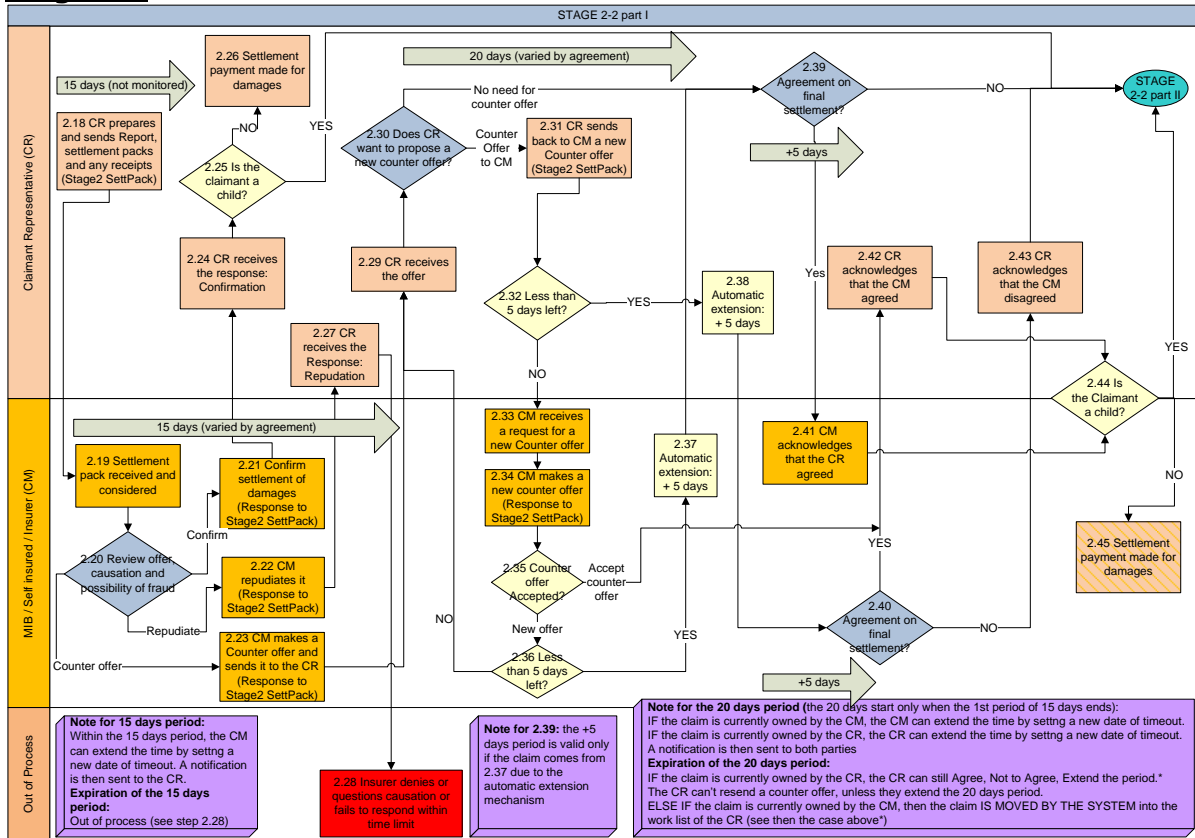 STAGE 2-2 part I
Claimant Representative (CR)
MIB / Self insured / Insurer (CM)
Out of Process
15 days (not monitored)
2.18 CR prepares
and sends Report,
settlement packs
and any receipts
(Stage2 SettPack)
2.26 Settlement
payment made for
damages
NO
YES
2.25 Is the
claimant a
child?
2.24 CR receives
the response:
Confirmation
20 days (varied by agreement)
No need for
counter offer
2.30 Does CR
want to propose a
new counter offer?
Counter
Offer
to CM
2.31 CR sends
back to CM a new
Counter offer
(Stage2 SettPack)
2.29 CR receives
the offer
2.27 CR
receives the
Response:
Repudation
2.32 Less than
5 days left?
YES
NO
2.38
Automatic
extension:
+ 5 days
2.39
Agreement on
final
settlement?
NO
+5 days
Yes
STAGE
2-2 part II
2.42 CR
acknowledges
that the CM
agreed
2.43 CR
acknowledges
that the CM
disagreed
YES
2.44 Is
the Claimant
a child?
15 days (varied by agreement)
2.19 Settlement
pack received and
considered
2.21 Confirm
settlement of
damages
(Response to
Stage2 SettPack)
Confirm
2.20 Review offer,
causation and
possibility of fraud
2.22 CM
repudiates it
(Response to
Stage2 SettPack)
Repudiate
2.23 CM makes a
Counter offer and
sends it to the CR
(Response to
Stage2 SettPack)
Counter offer
2.33 CM receives
a request for a
new Counter offer
2.34 CM makes a
new counter offer
(Response to
Stage2 SettPack)
2.35 Counter
offer
Accepted?
Accept
counter
offer
New offer
NO
2.36 Less
than 5 days
left?
YES
2.37
Automatic
extension:
+ 5 days
2.41 CM
acknowledges
that the CR
agreed
YES
2.40
Agreement on
final
settlement?
NO
+5 days
NO
2.45 Settlement
payment made for
damages
Note for 15 days period:
Within the 15 days period, the CM
can extend the time by settng a
new date of timeout. A notification
is then sent to the CR.
Expiration of the 15 days
period:
Out of process (see step 2.28)
2.28 Insurer denies or
questions causation or
fails to respond within
time limit
Note for 2.39: the +5
days period is valid only
if the claim comes from
2.37 due to the
automatic extension
mechanism
Note for the 20 days period (the 20 days start only when the 1st period of 15 days ends):
IF the claim is currently owned by the CM, the CM can extend the time by settng a new date of timeout.
IF the claim is currently owned by the CR, the CR can extend the time by settng a new date of timeout.
A notification is then sent to both parties
Expiration of the 20 days period:
IF the claim is currently owned by the CR, the CR can still Agree, Not to Agree, Extend the period.*
The CR can't resend a counter offer, unless they extend the 20 days period.
ELSE IF the claim is currently owned by the CM, then the claim IS MOVED BY THE SYSTEM into the
work list of the CR (see then the case above*)